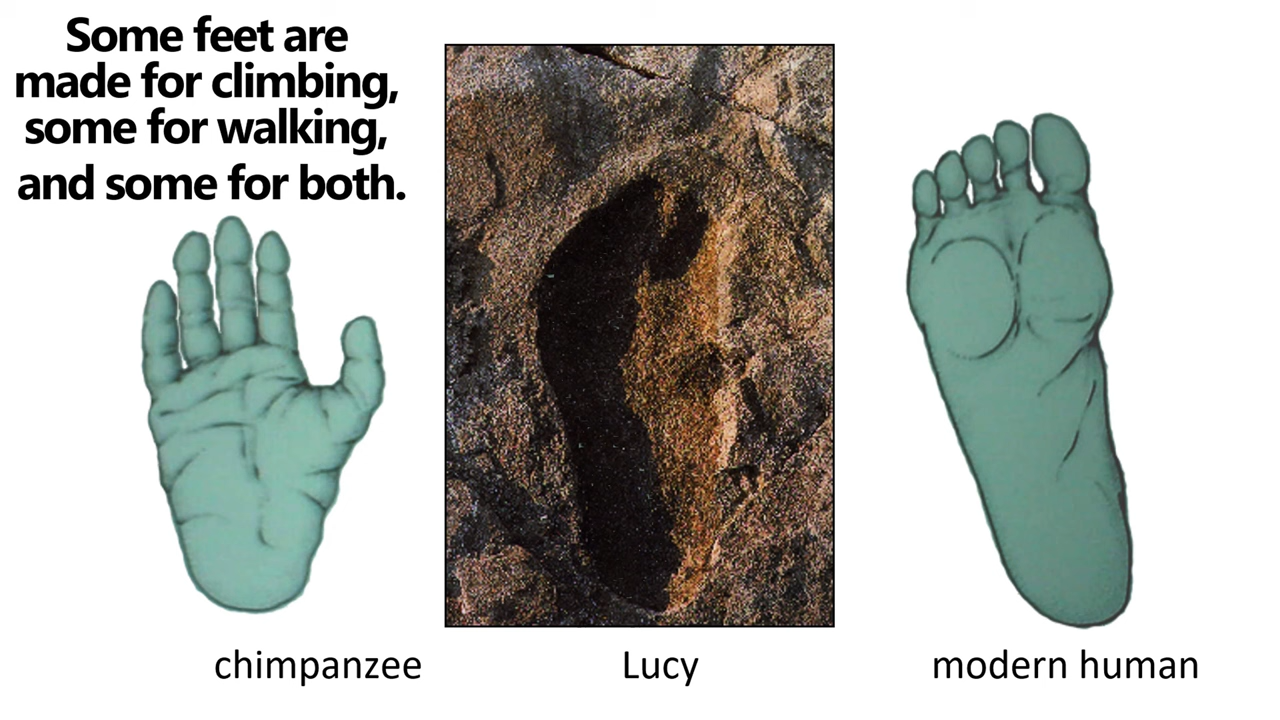 Some feet are
made for climbing,
some for walking,
and some for both.
chimpanzee
Lucy
modern human